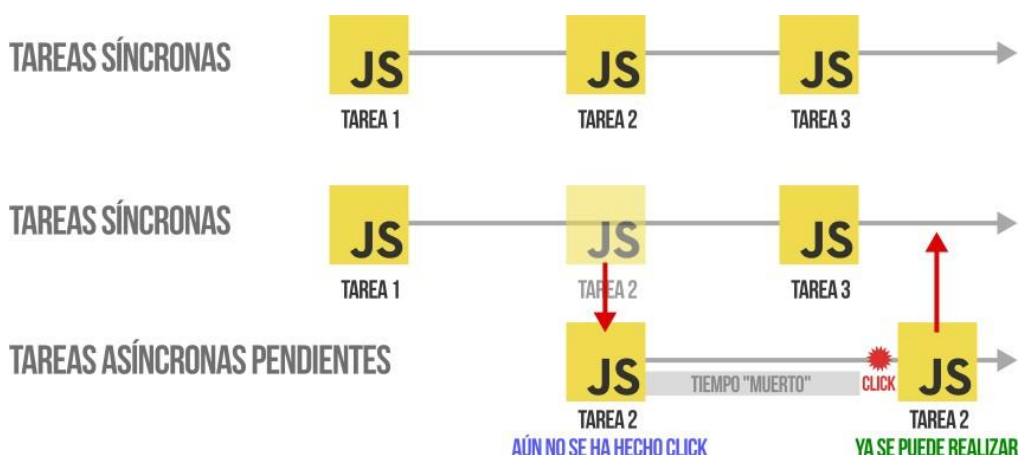 TAREAS SÍNCRONAS
JS
JS
JS
TAREA 1
TAREA 2
TAREA 3
TAREAS SÍNCRONAS
JS
JS
JS
TAREA 1
TAREA 2
TAREA 3
TAREAS ASÍNCRONAS PENDIENTES
JS
TIEMPO "MUERTO"
CLICK
JS
TAREA 2
TAREA 2
AÚN NO SE HA HECHO CLICK
YA SE PUEDE REALIZAR